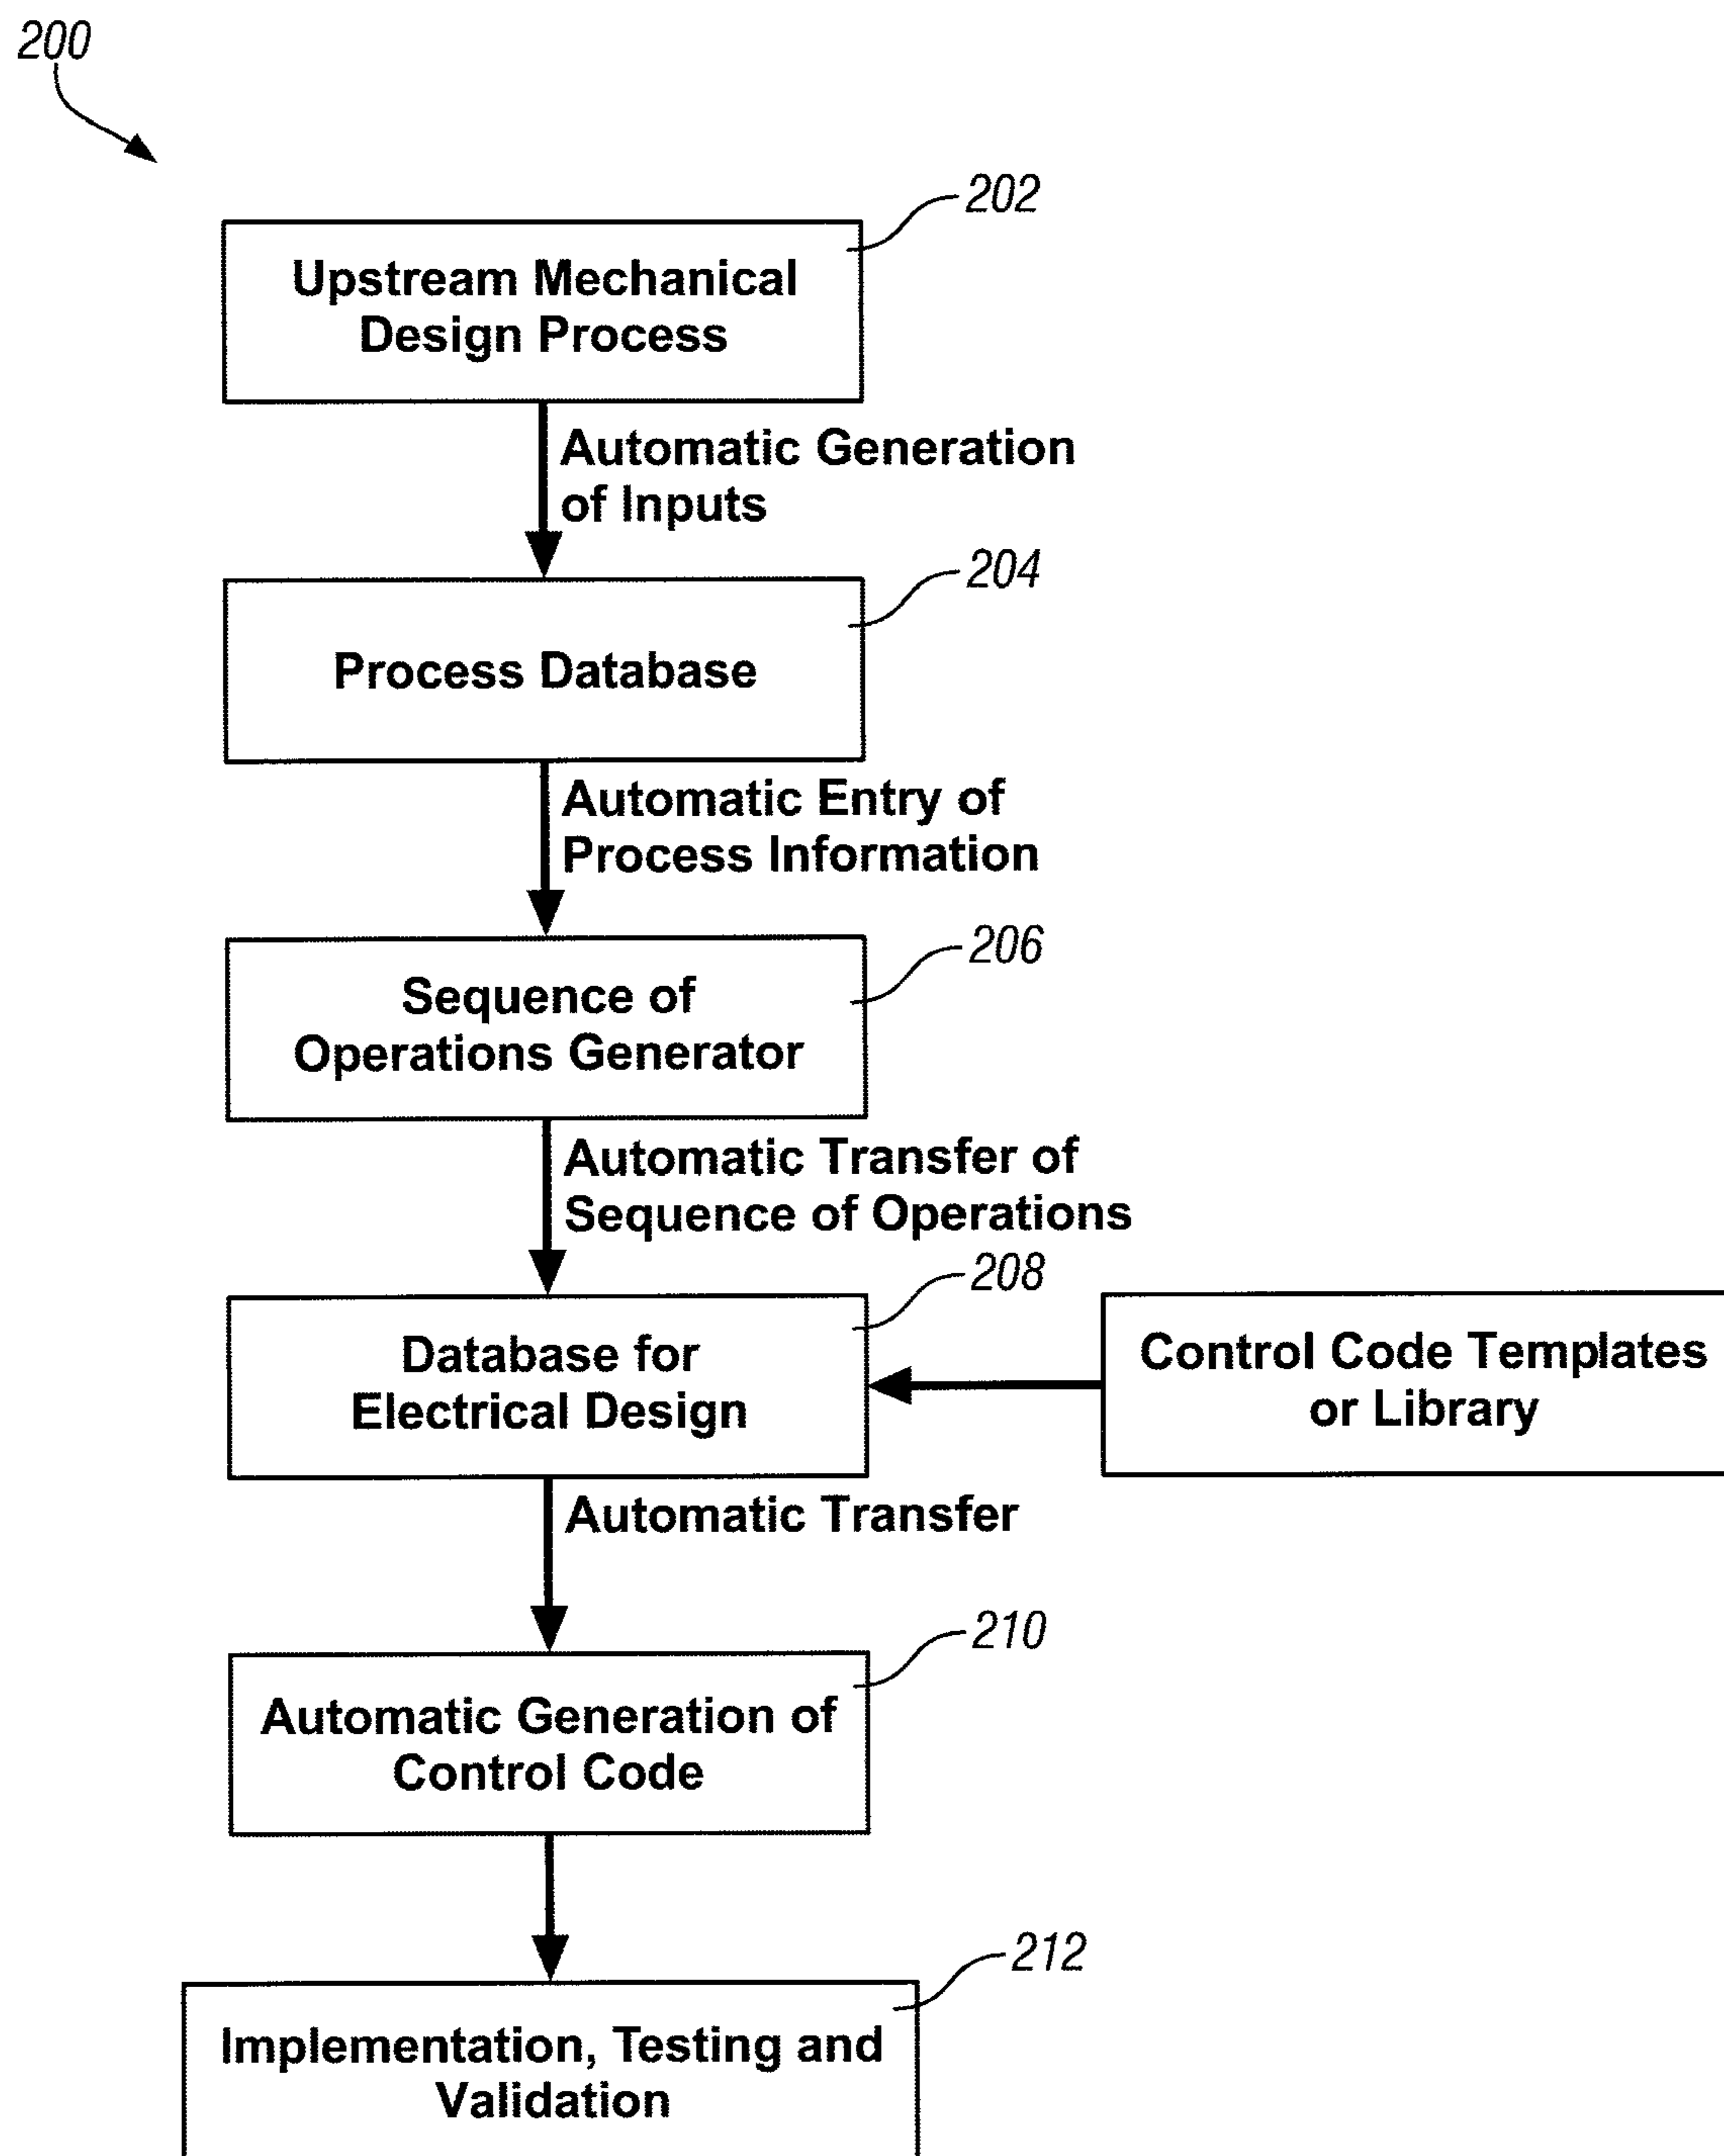 200
202
Upstream Mechanical
Design Process
Automatic Generation
of Inputs
204
Process Database
Automatic Entry of
Process Information
206
Sequence of
Operations Generator
Automatic Transfer of
Sequence of Operations
208
Database for
Electrical Design
Control Code Templates
or Library
Automatic Transfer
210
Automatic Generation of
Control Code
212
Implementation, Testing and
Validation